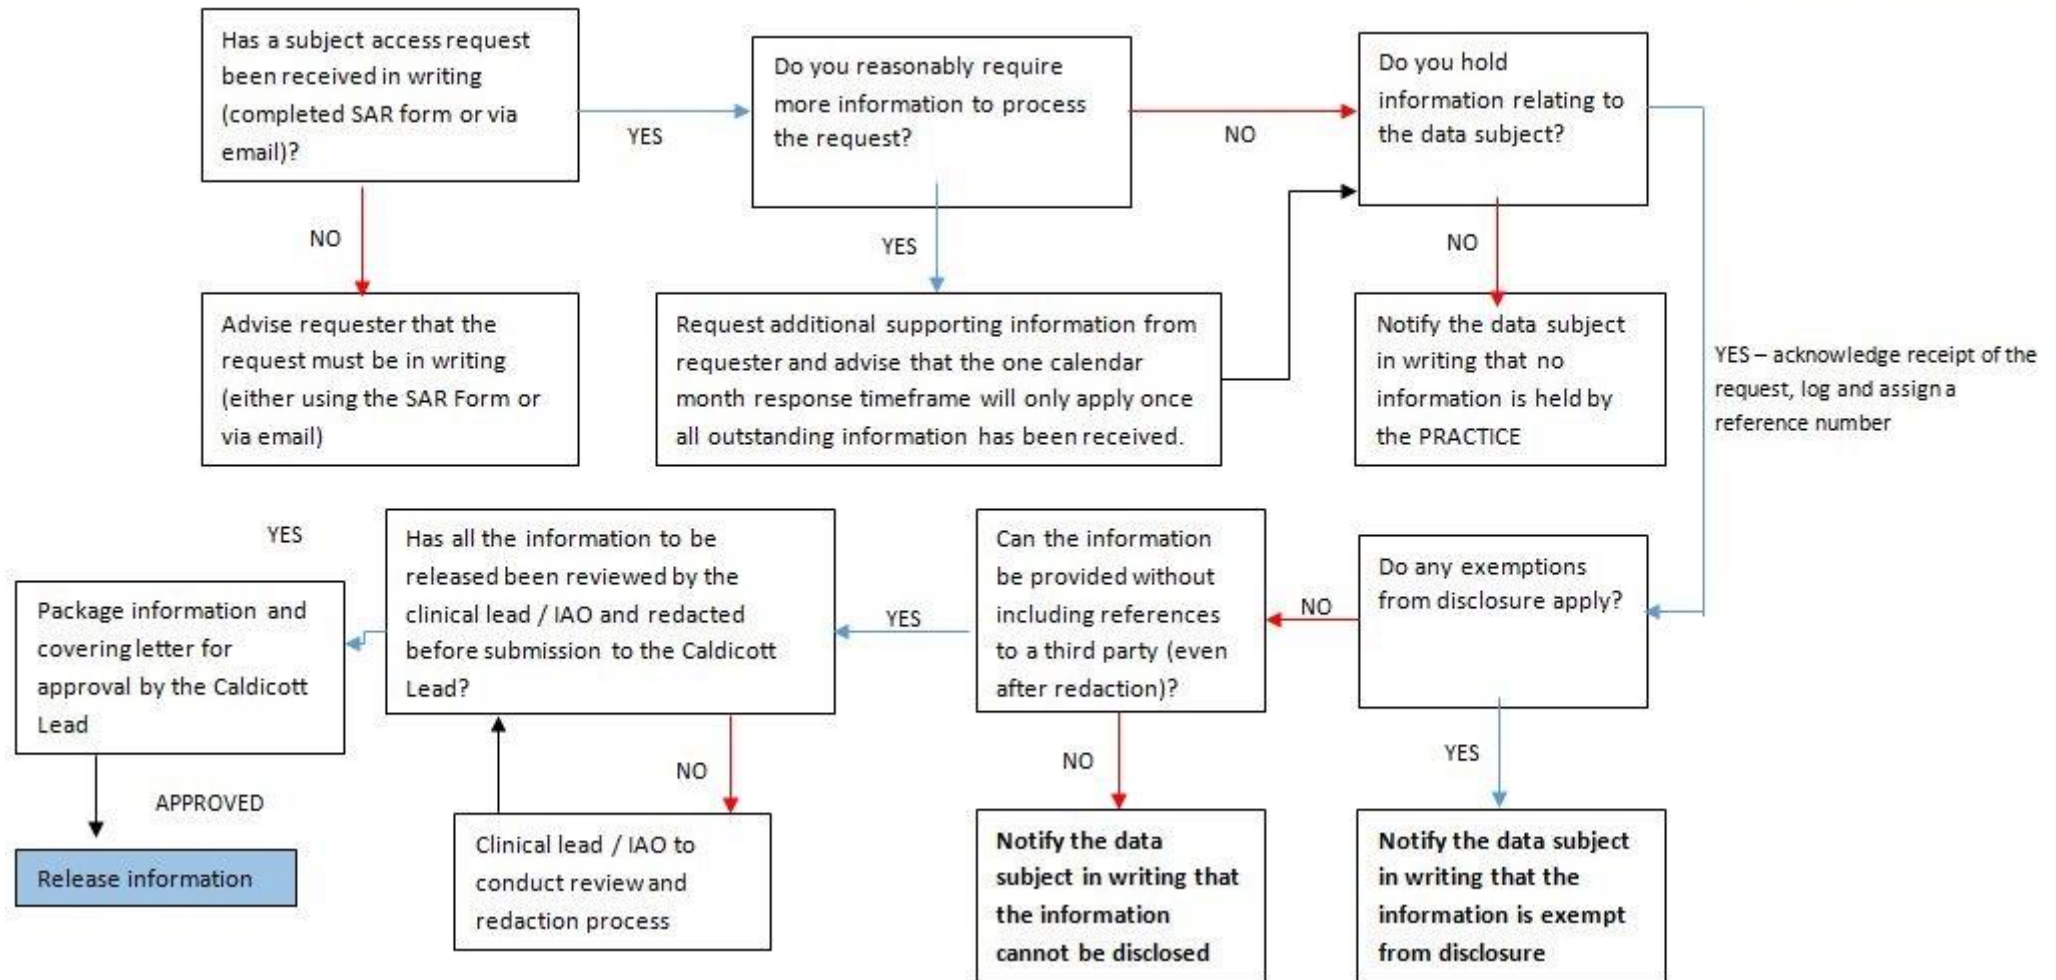 Has a subject access request
been received in writing
(completed SAR form or via
email)?
YES
Do you reasonably require
more information to process
the request?
NO
Do you hold
information relating to
the data subject?
NO
Advise requester that the
request must be in writing
(either using the SAR Form or
via email)
YES
Request additional supporting information from
requester and advise that the one calendar
month response timeframe will only apply once
all outstanding information has been received.
NO
Notify the data subject
in writing that no
information is held by
the PRACTICE
YES – acknowledge receipt of the
request, log and assign a
reference number
Do any exemptions
from disclosure apply?
NO
YES
Notify the data subject
in writing that the
information is exempt
from disclosure
Can the information
be provided without
including references
to a third party (even
after redaction)?
YES
NO
Notify the data
subject in writing that
the information
cannot be disclosed
Has all the information to be
released been reviewed by the
clinical lead / IAO and redacted
before submission to the Caldicott
Lead?
NO
Clinical lead / IAO to
conduct review and
redaction process
YES
Package information and
covering letter for
approval by the Caldicott
Lead
APPROVED
Release information